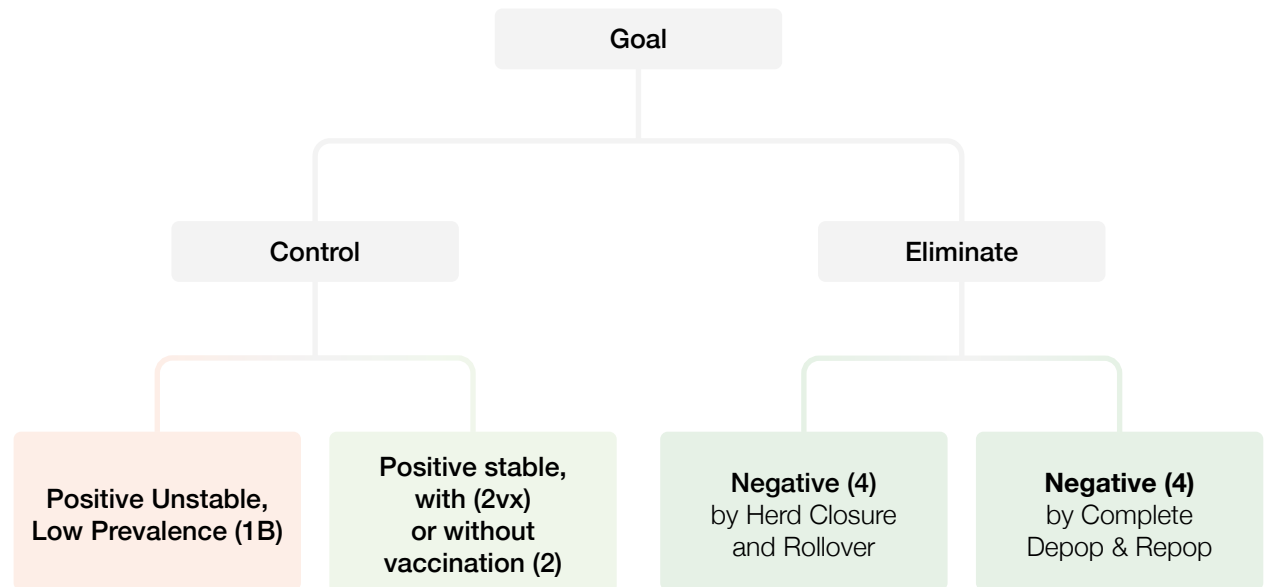 Goal
Control
Eliminate
Positive Unstable,
Low Prevalence (1B)
Positive stable,
with (2vx)
or without
vaccination (2)
Negative (4)
by Herd Closure
and Rollover
Negative (4)
by Complete
Depop & Repop